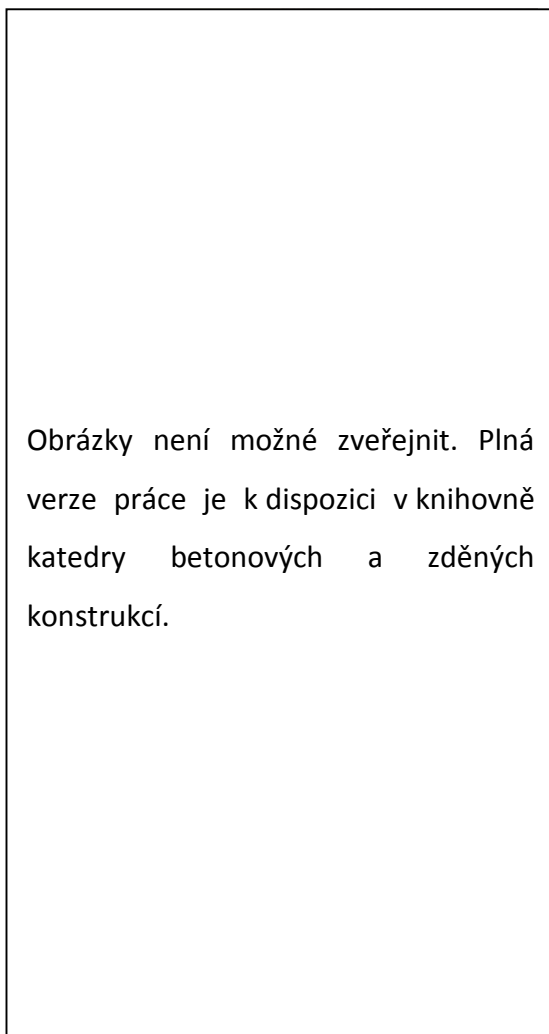 Obrázky není možné zveřejnit. Plná
verze práce je k dispozici v knihovně
katedry betonových a zděných
konstrukcí.